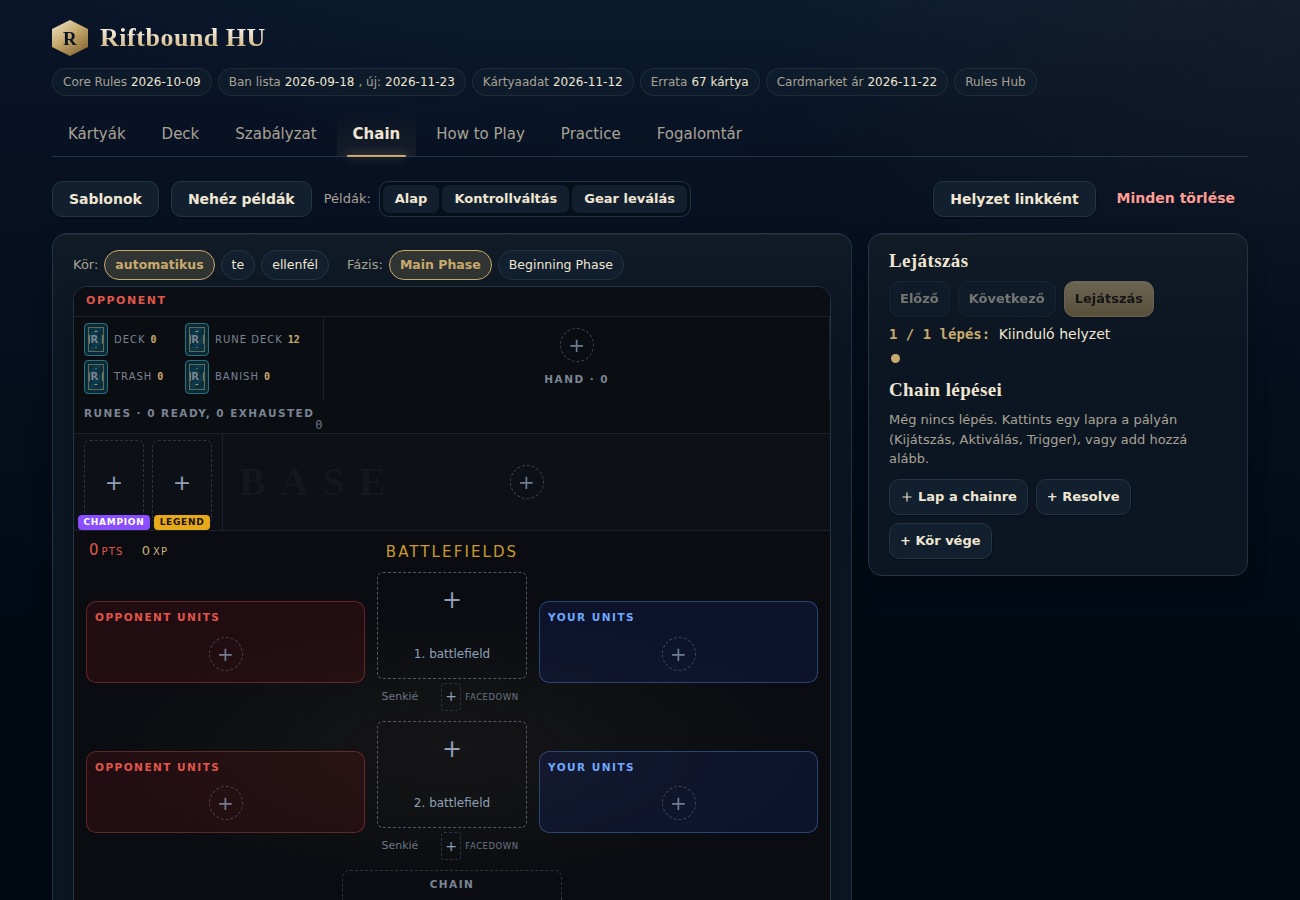 R Riftbound HU
Core Rules 2026-10-09 Ban lista 2026-09-18 , új: 2026-11-23 Kártyaadat 2026-11-12 Errata 67 kártya Cardmarket ár 2026-11-22 Rules Hub
Kártyák Deck Szabályzat Chain How to Play Practice Fogalomtár
Sablonok Nehéz példák Példák: Alap Kontrollváltás Gear leválás Helyzet linkként Minden törlése
Kör: automatikus te ellenfél Fázis: Main Phase Beginning Phase
OPPONENT
R DECK 0 R RUNE DECK 12
R TRASH 0 R BANISH 0
+
HAND · 0
RUNES · 0 READY, 0 EXHAUSTED
0
+ + BASE +
CHAMPION LEGEND
0 PTS 0 XP BATTLEFIELDS
OPPONENT UNITS
+
+
1. battlefield
YOUR UNITS
+
Senkié + FACEDOWN
OPPONENT UNITS
+
+
2. battlefield
YOUR UNITS
+
Senkié + FACEDOWN
CHAIN
Lejátszás
Előző Következő Lejátszás
1 / 1 lépés: Kiinduló helyzet
Chain lépései
Még nincs lépés. Kattints egy lapra a pályán
(Kijátszás, Aktiválás, Trigger), vagy add hozzá
alább.
+ Lap a chainre + Resolve
+ Kör vége